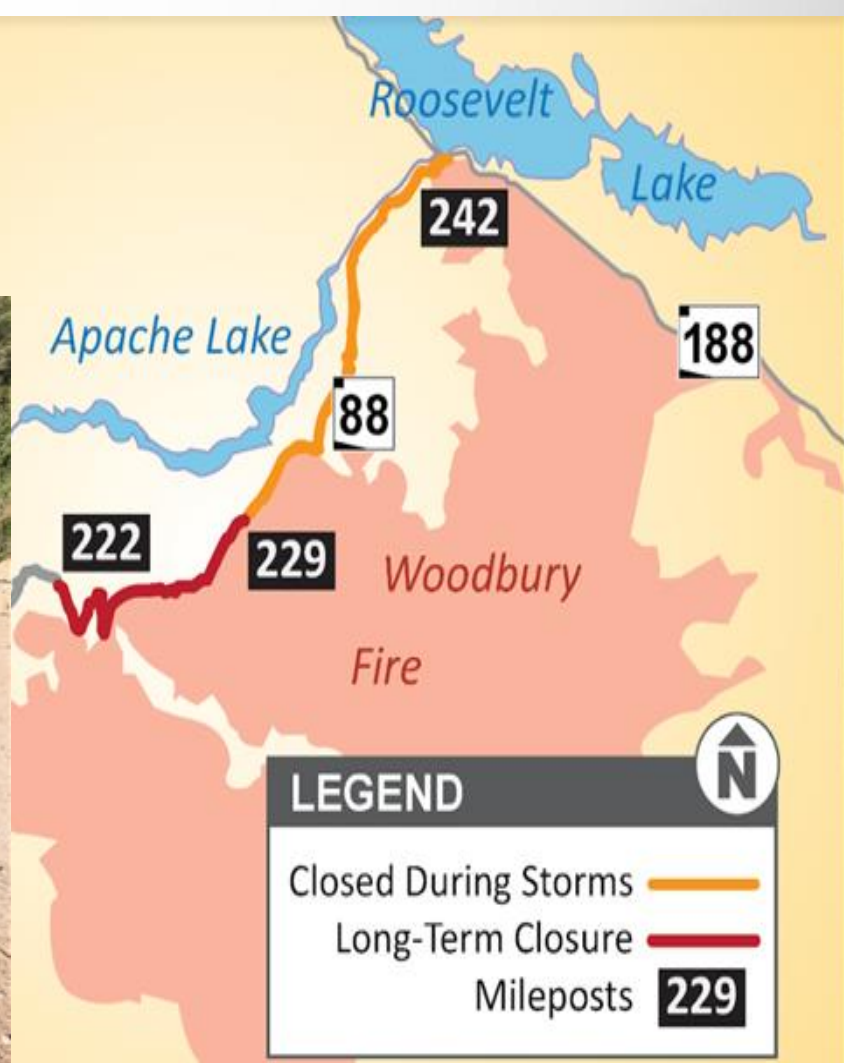 Roosevelt
Lake
242
Apache Lake
188
88
222
229
Woodbury
Fire
N
LEGEND
Closed During Storms
Long-Term Closure
Mileposts 229